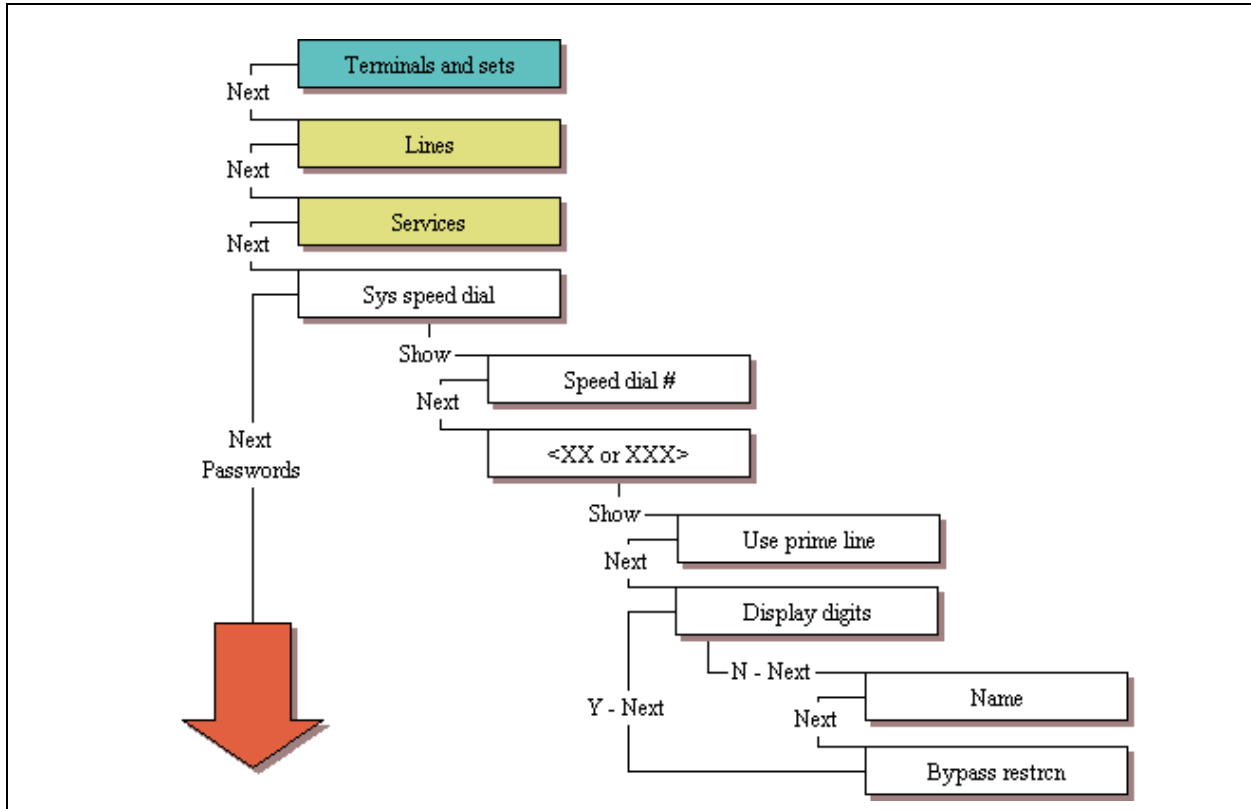 Terminals and sets
Next
Lines
Next
Services
Next
Sys speed dial
Show
Speed dial #
Next
Next
Passwords
<XX or XXX>
Show
Use prime line
Next
Display digits
N - Next
Name
Y - Next
Next
Bypass restrcn